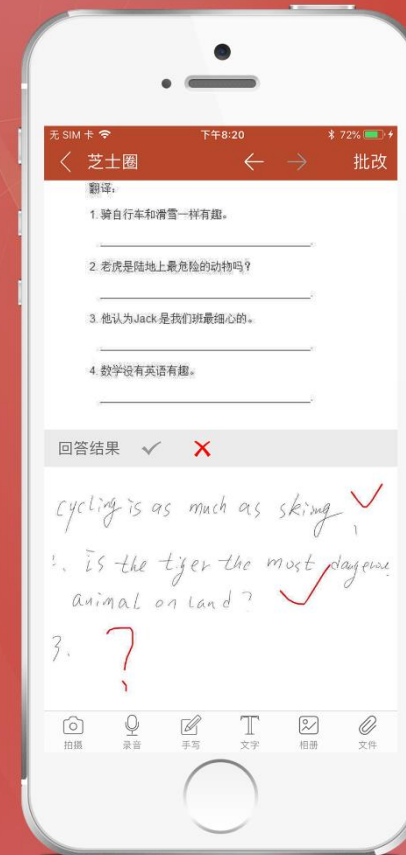 无 SIM 卡 下午8:20 72%
芝士圈 ← → 批改
翻译:
1. 骑自行车和滑雪一样有趣。
2. 老虎是陆地上最危险的动物吗?
3. 他认为Jack 是我们班最细心的。
4. 数学没有英语有趣。
回答结果 ✓ ✗
cycling is as much as skiing
is the tiger the most
animal on land?
3. ?
拍摄 录音 手写 文字 相册 文件